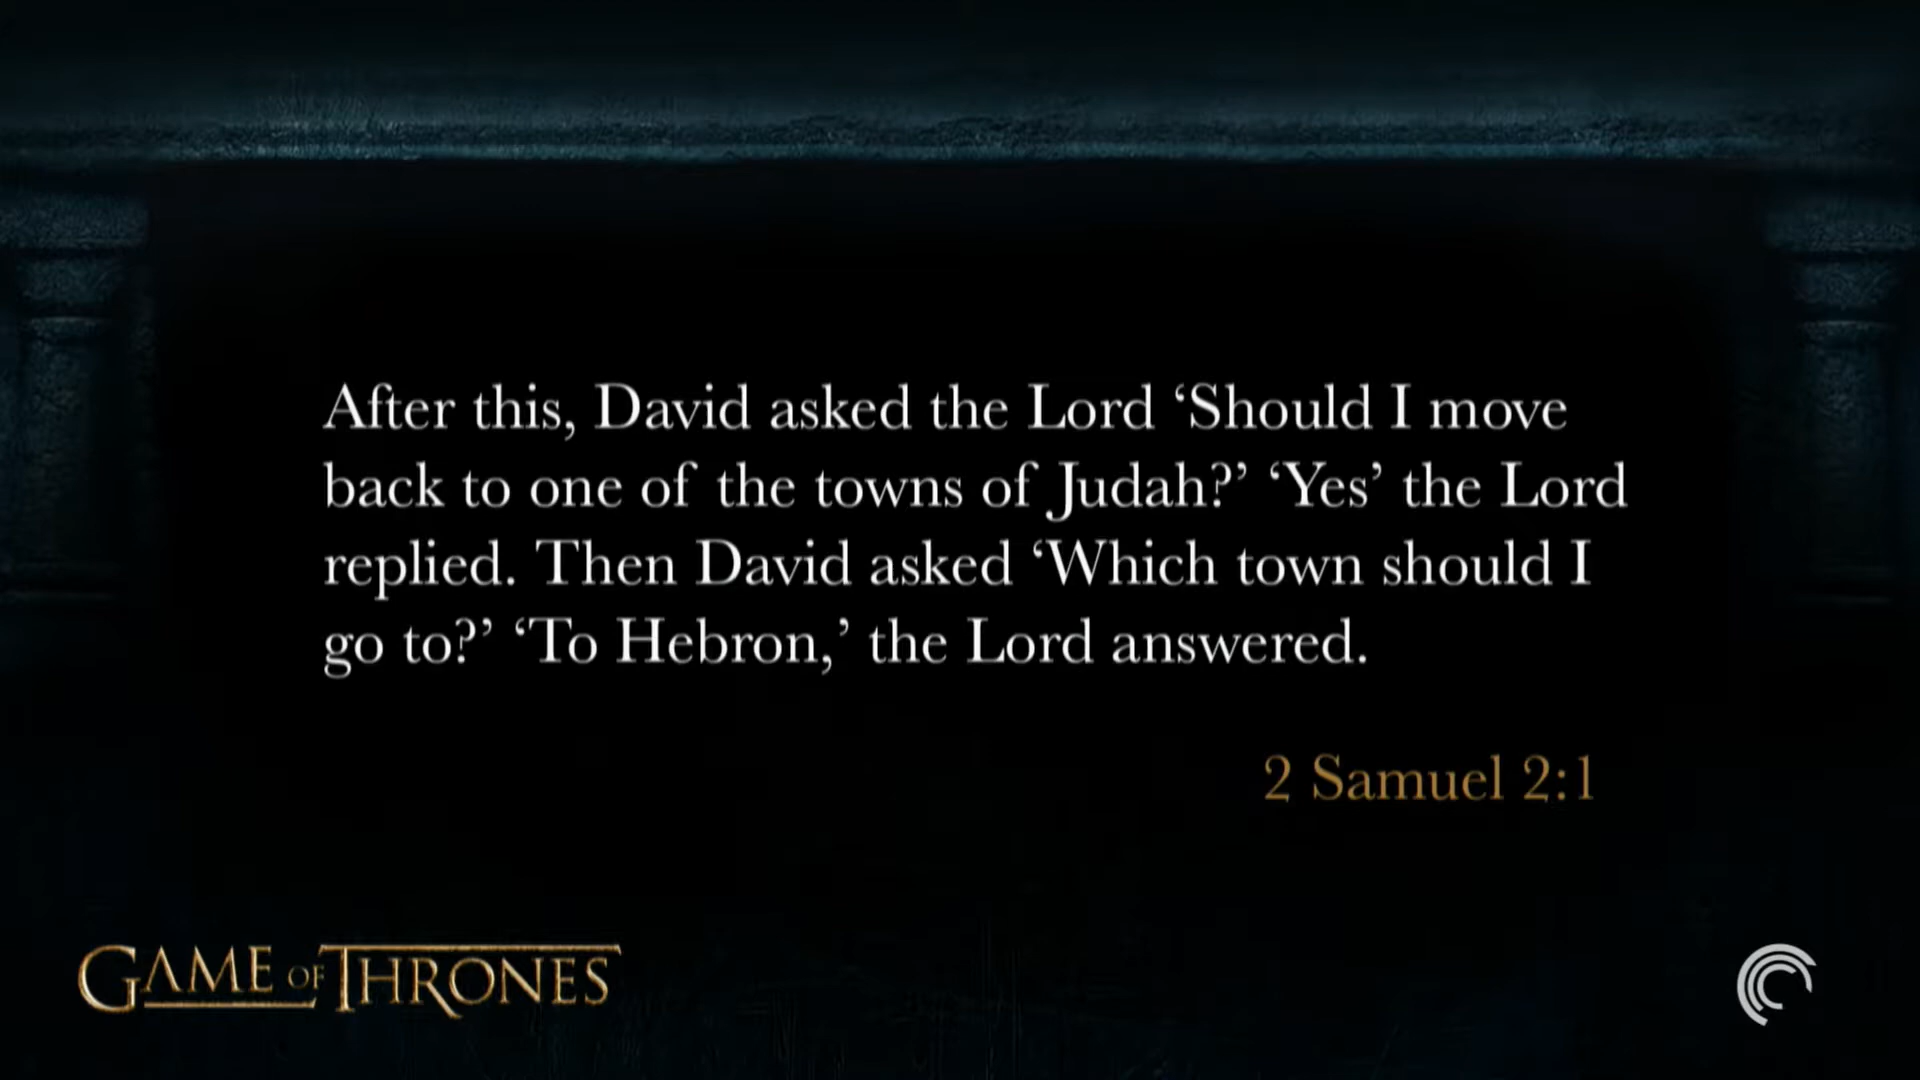 After this, David asked the Lord ‘Should I move
back to one of the towns of Judah?’ ‘Yes’ the Lord
replied. Then David asked ‘Which town should I
go to?’ ‘To Hebron,’ the Lord answered.
2 Samuel 2:1
GAME OF THRONES